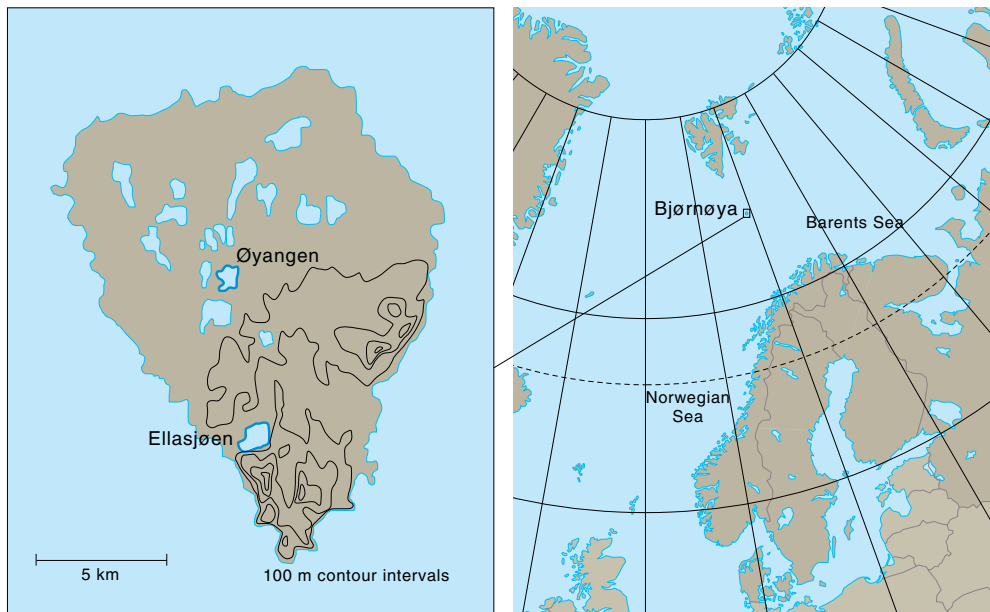 Øyangen
Ellasjøen
5 km
100 m contour intervals
Bjørnøya
Barents Sea
Norwegian
Sea